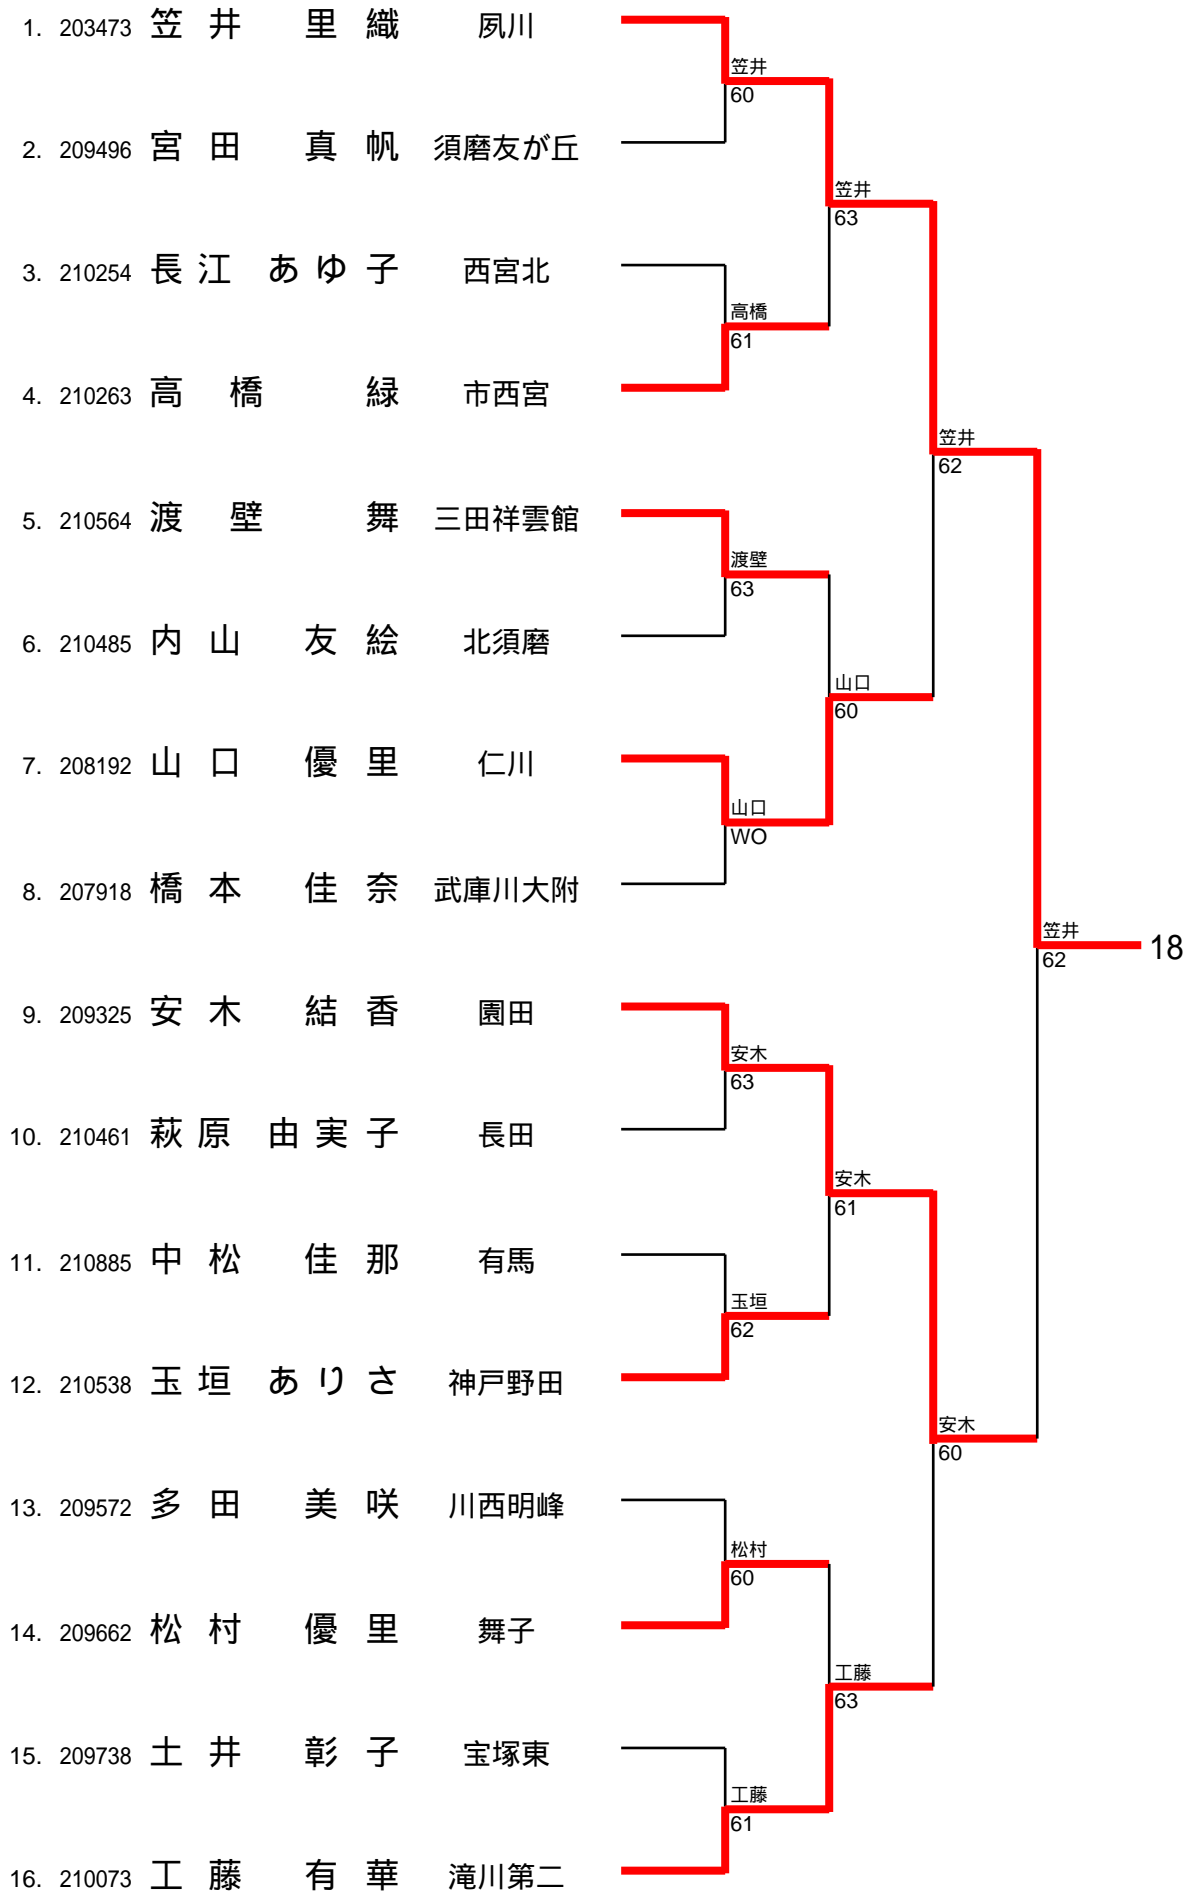 1. 203473 笠井 里織 夙川
笠井
60
2. 209496 宮田 真帆 須磨友が丘
笠井
63
3. 210254 長江 あゆ子 西宮北
高橋
61
4. 210263 高橋 緑 市西宮
笠井
62
5. 210564 渡壁 舞 三田祥雲館
渡壁
63
6. 210485 内山 友絵 北須磨
山口
60
7. 208192 山口 優里 仁川
山口
WO
8. 207918 橋本 佳奈 武庫川大附
笠井
62
18
9. 209325 安木 結香 園田
安木
63
10. 210461 萩原 由実子 長田
安木
61
11. 210885 中松 佳那 有馬
玉垣
62
12. 210538 玉垣 ありさ 神戸野田
安木
60
13. 209572 多田 美咲 川西明峰
松村
60
14. 209662 松村 優里 舞子
工藤
63
15. 209738 土井 彰子 宝塚東
工藤
61
16. 210073 工藤 有華 滝川第二